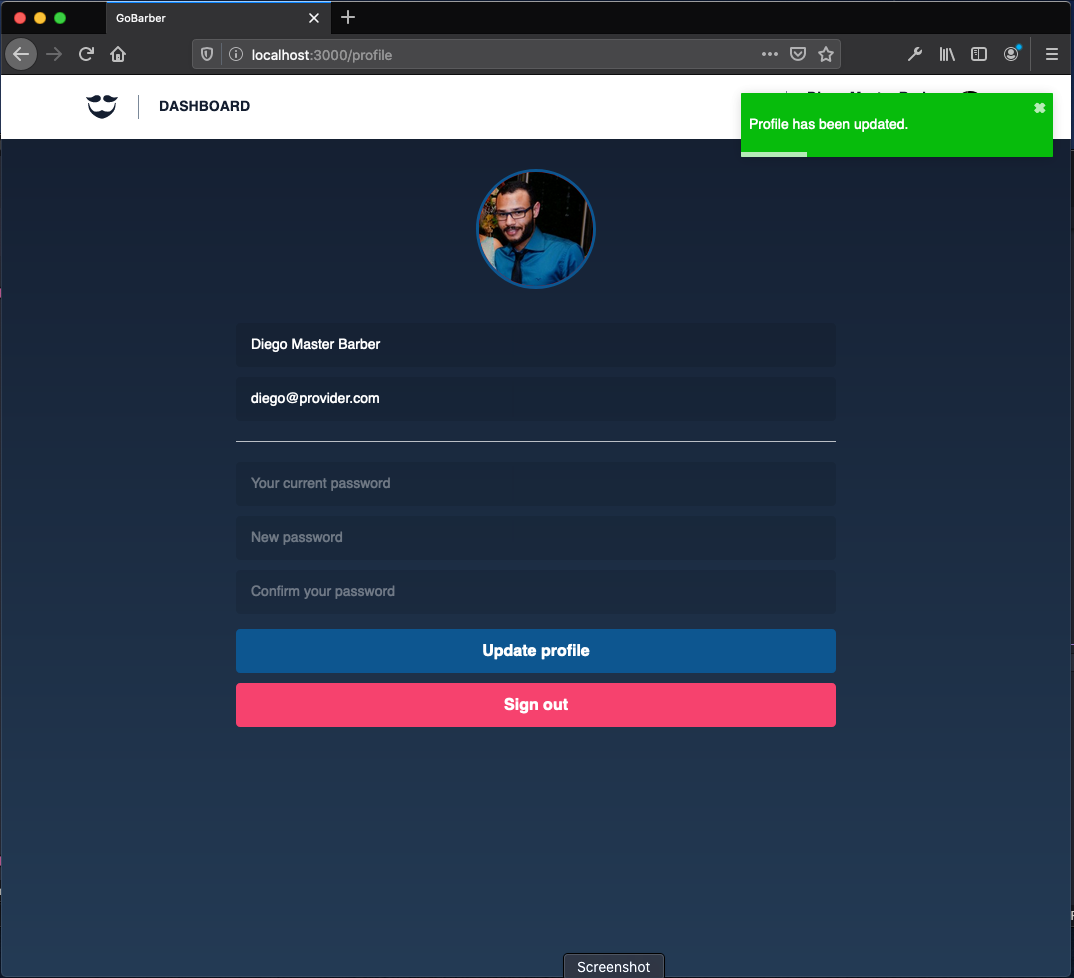 GoBarber
localhost:3000/profile
DASHBOARD
Profile has been updated.
Diego Master Barber
diego@provider.com
Your current password
New password
Confirm your password
Update profile
Sign out
Screenshot